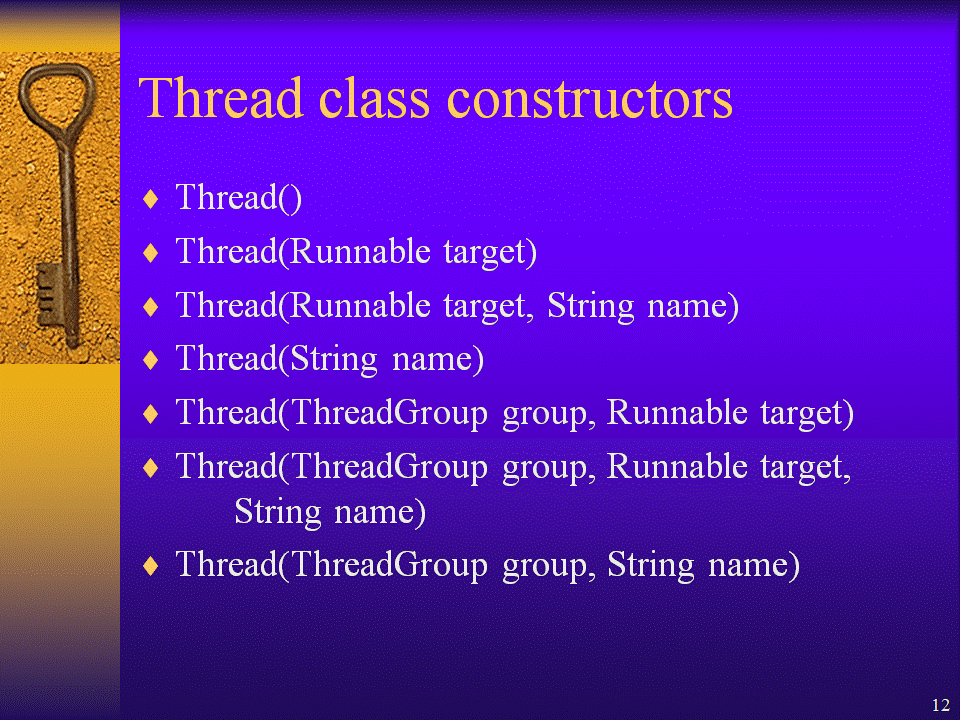 Thread class constructors
Thread()
Thread(Runnable target)
Thread(Runnable target, String name)
Thread(String name)
Thread(ThreadGroup group, Runnable target)
Thread(ThreadGroup group, Runnable target,
String name)
Thread(ThreadGroup group, String name)
12